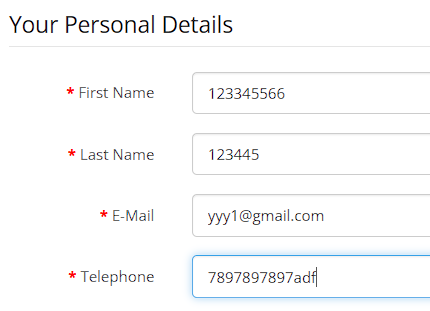 Your Personal Details
* First Name 123345566
* Last Name 123445
* E-Mail yyy1@gmail.com
* Telephone 7897897897adf